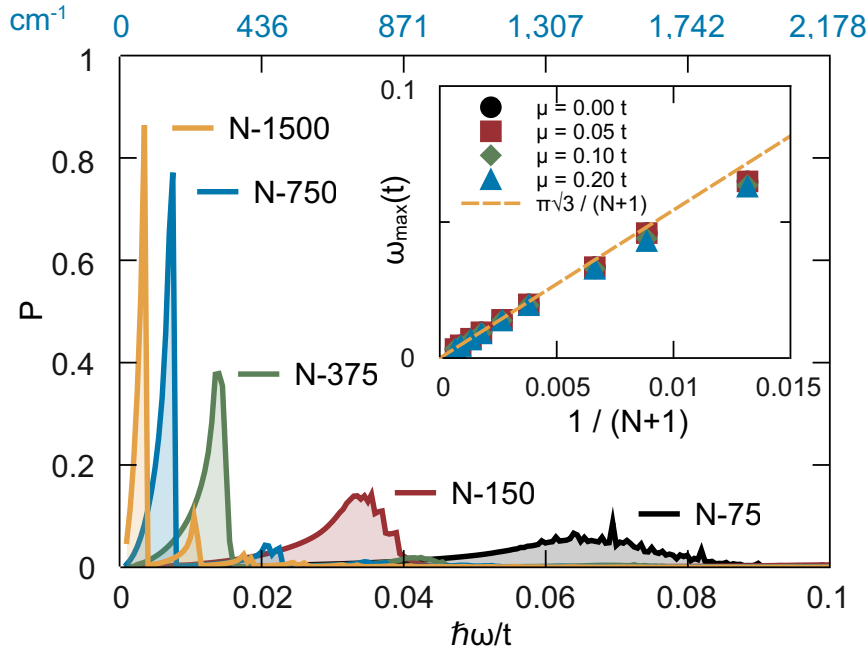 cm-1 0 436 871 1,307 1,742 2,178
1
0.8
0.6
0.4
0.2
0
P
N-1500
N-750
N-375
N-150
N-75
0.1
0
ωmax(t)
μ = 0.00 t
μ = 0.05 t
μ = 0.10 t
μ = 0.20 t
π√3 / (N+1)
0 0.005 0.01 0.015
1 / (N+1)
0 0.02 0.04 0.06 0.08 0.1
ℏω/t